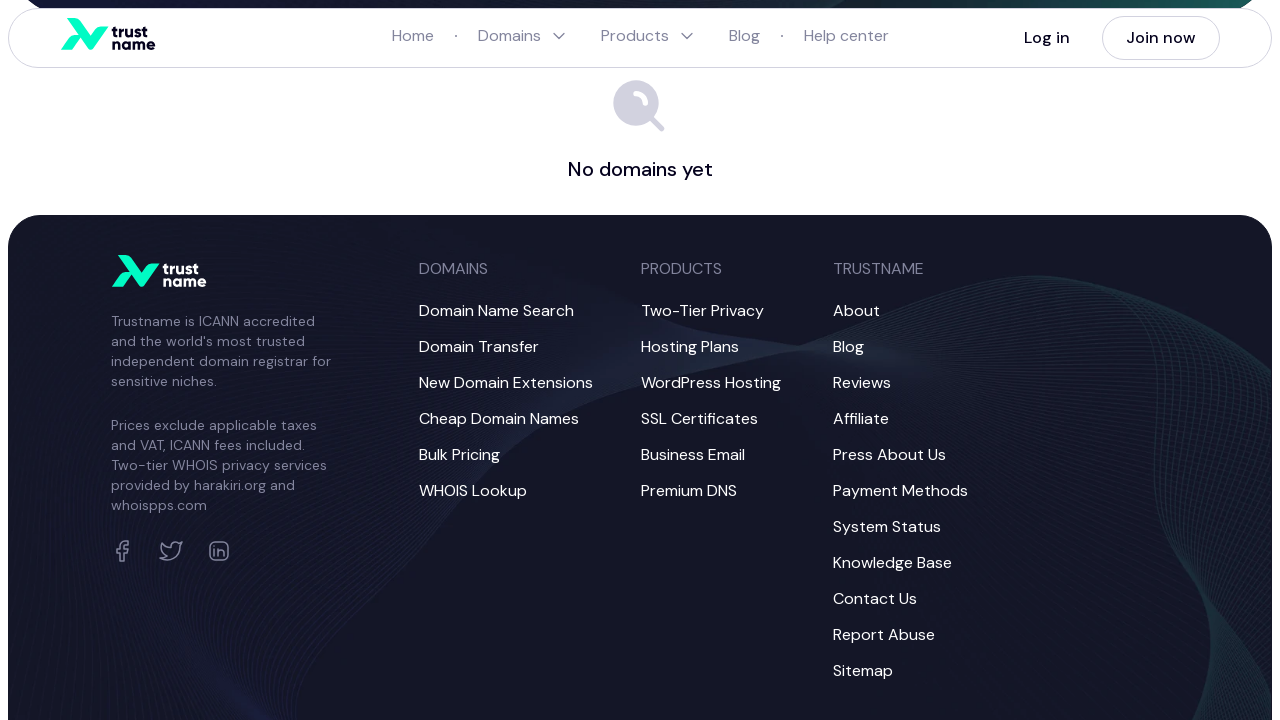 trust
name
Home · Domains Products Blog · Help center
Log in
Join now
No domains yet
trust
name
Trustname is ICANN accredited
and the world's most trusted
independent domain registrar for
sensitive niches.
Prices exclude applicable taxes
and VAT, ICANN fees included.
Two-tier WHOIS privacy services
provided by harakiri.org and
whoispps.com
DOMAINS
Domain Name Search
Domain Transfer
New Domain Extensions
Cheap Domain Names
Bulk Pricing
WHOIS Lookup
PRODUCTS
Two-Tier Privacy
Hosting Plans
WordPress Hosting
SSL Certificates
Business Email
Premium DNS
TRUSTNAME
About
Blog
Reviews
Affiliate
Press About Us
Payment Methods
System Status
Knowledge Base
Contact Us
Report Abuse
Sitemap